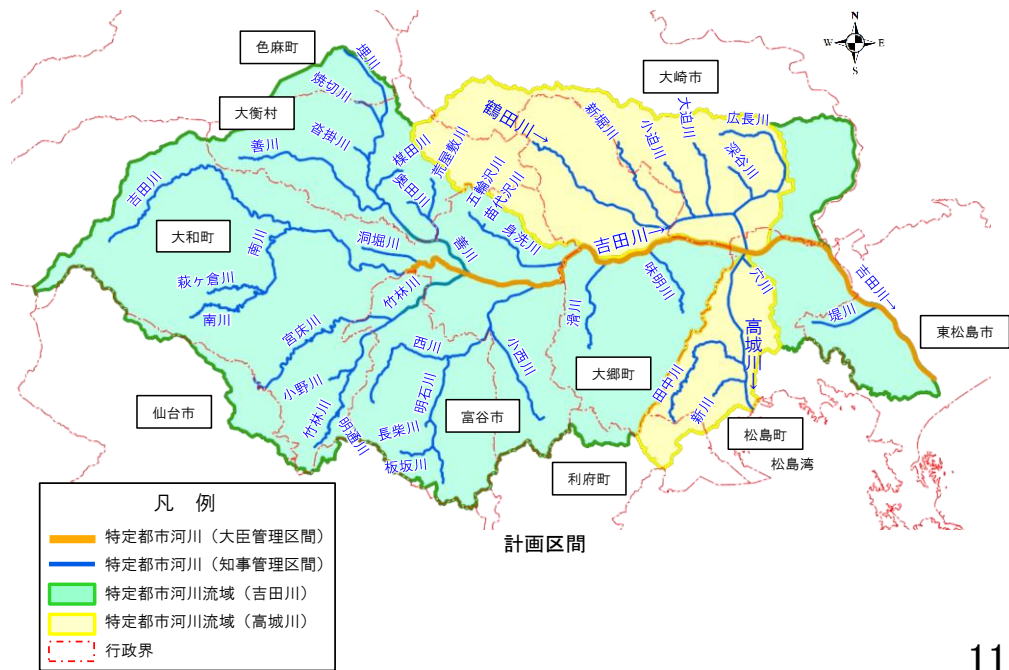 N
W
E
S
色麻町
大崎市
大衡村
大和町
仙台市
富谷市
大郷町
利府町
松島町
東松島市
松島湾
埋川
焼切川
沓掛川
善川
吉田川
楳田川
奥田川
荒屋敷川
五輪沢川
苗代沢川
身洗川
鶴田川→
新堀川
小迫川
大迫川
広長川
深谷川
吉田川→
洞堀川
善川
南川
萩ヶ倉川
南川
竹林川
宮床川
小野川
竹林川
明通川
西川
明石川
長柴川
板坂川
小西川
滑川
味明川
穴川
高城川→
田中川
新川
堤川
吉田川→
凡 例
特定都市河川（大臣管理区間）
特定都市河川（知事管理区間）
特定都市河川流域（吉田川）
特定都市河川流域（高城川）
行政界
計画区間
11